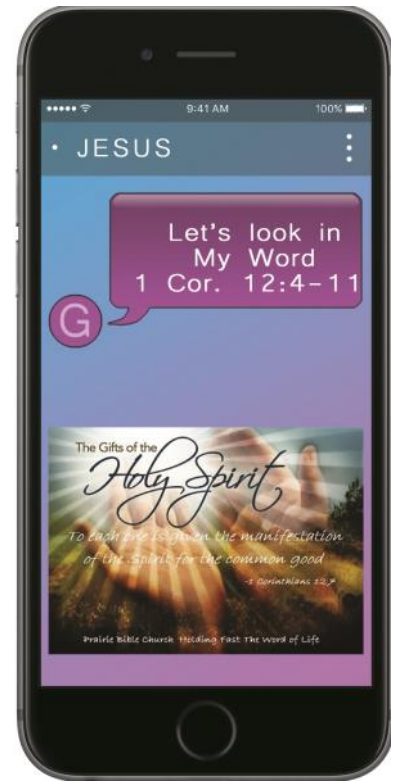 9:41 AM
100%
· JESUS
Let's look in
My Word
1 Cor. 12:4-11
G
The Gifts of the
Holy Spirit
To each one is given the manifestation
of the Spirit for the common good
-1 Corinthians 12,7
Prairie Bible Church Holding Fast The Word of Life